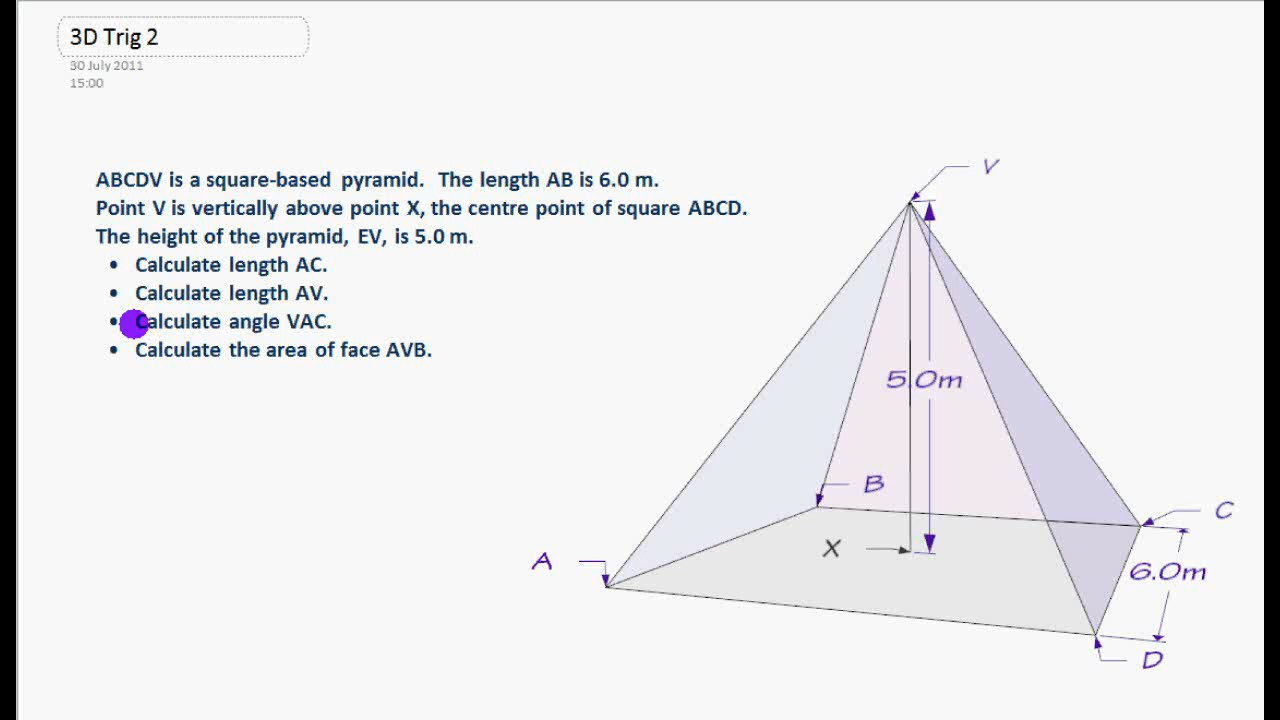 3D Trig 2
30 July 2011
15:00
ABCDV is a square-based pyramid. The length AB is 6.0 m.
Point V is vertically above point X, the centre point of square ABCD.
The height of the pyramid, EV, is 5.0 m.
• Calculate length AC.
• Calculate length AV.
• Calculate angle VAC.
• Calculate the area of face AVB.
V
5.0m
B
C
X
A
6.0m
D